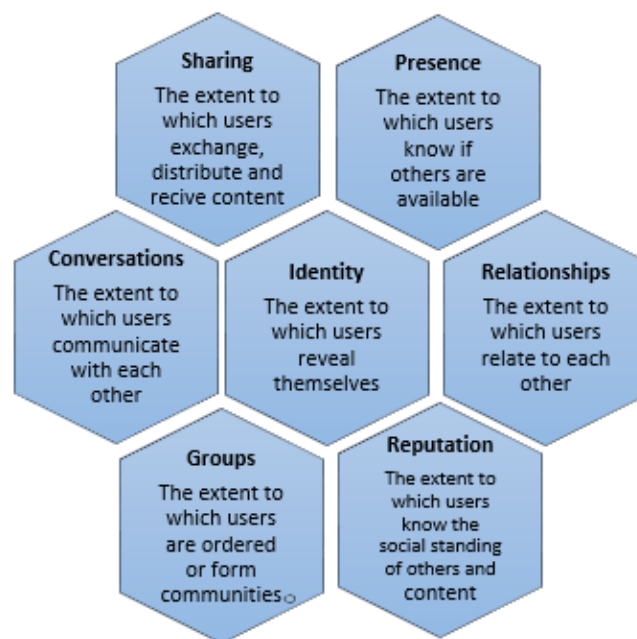 Sharing
The extent to
which users
exchange,
distribute and
recive content
Presence
The extent to
which users
know if
others are
available
Conversations
The extent to
which users
communicate
with each
other
Identity
The extent to
which users
reveal
themselves
Relationships
The extent to
which users
relate to each
other
Groups
The extent to
which users
are ordered
or form
communities。
Reputation
The extent to
which users
know the
social standing
of others and
content